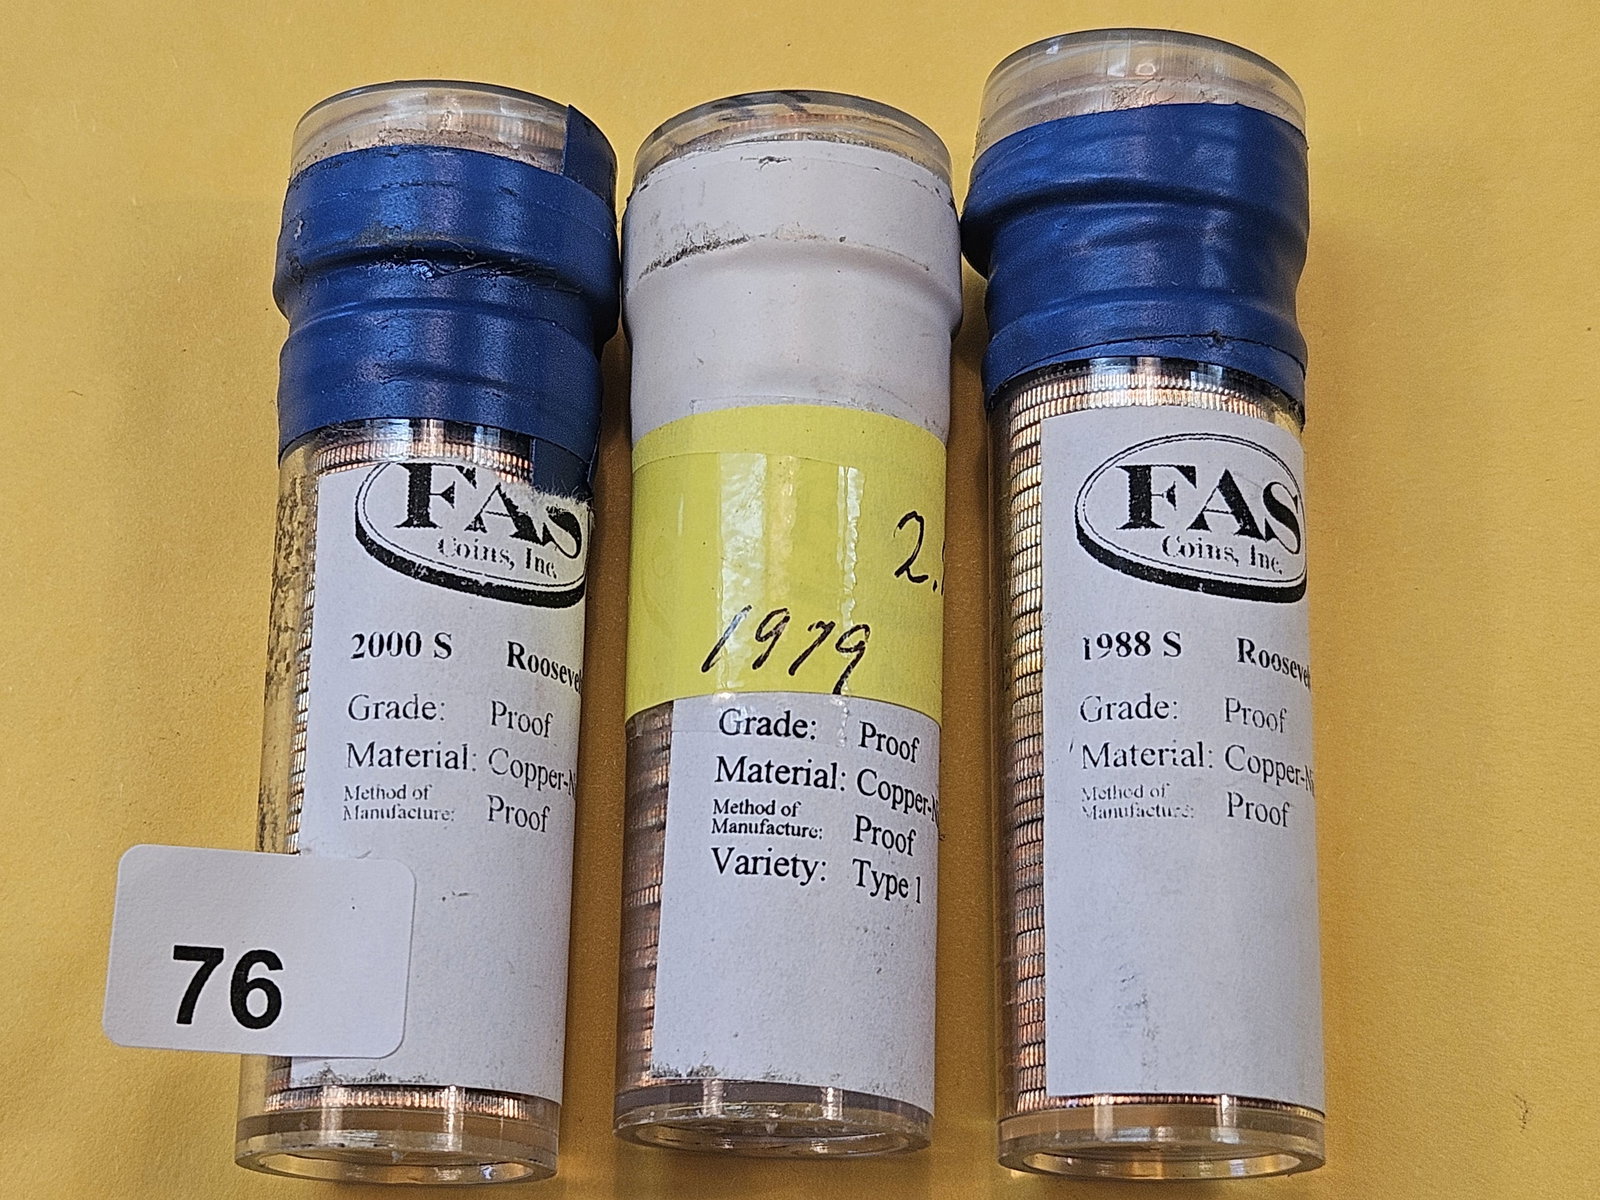 FAS
Coins, Inc.
2000 S Roosevel
Grade: Proof
Material: Copper-N
Method of
Manufacture: Proof
76
2.
1979
Grade: Proof
Material: Copper-N
Method of
Manufacture: Proof
Variety: Type 1
FAS
Coins, Inc.
1988 S Roosevel
Grade: Proof
Material: Copper-Ni
Method of
Manufacture: Proof